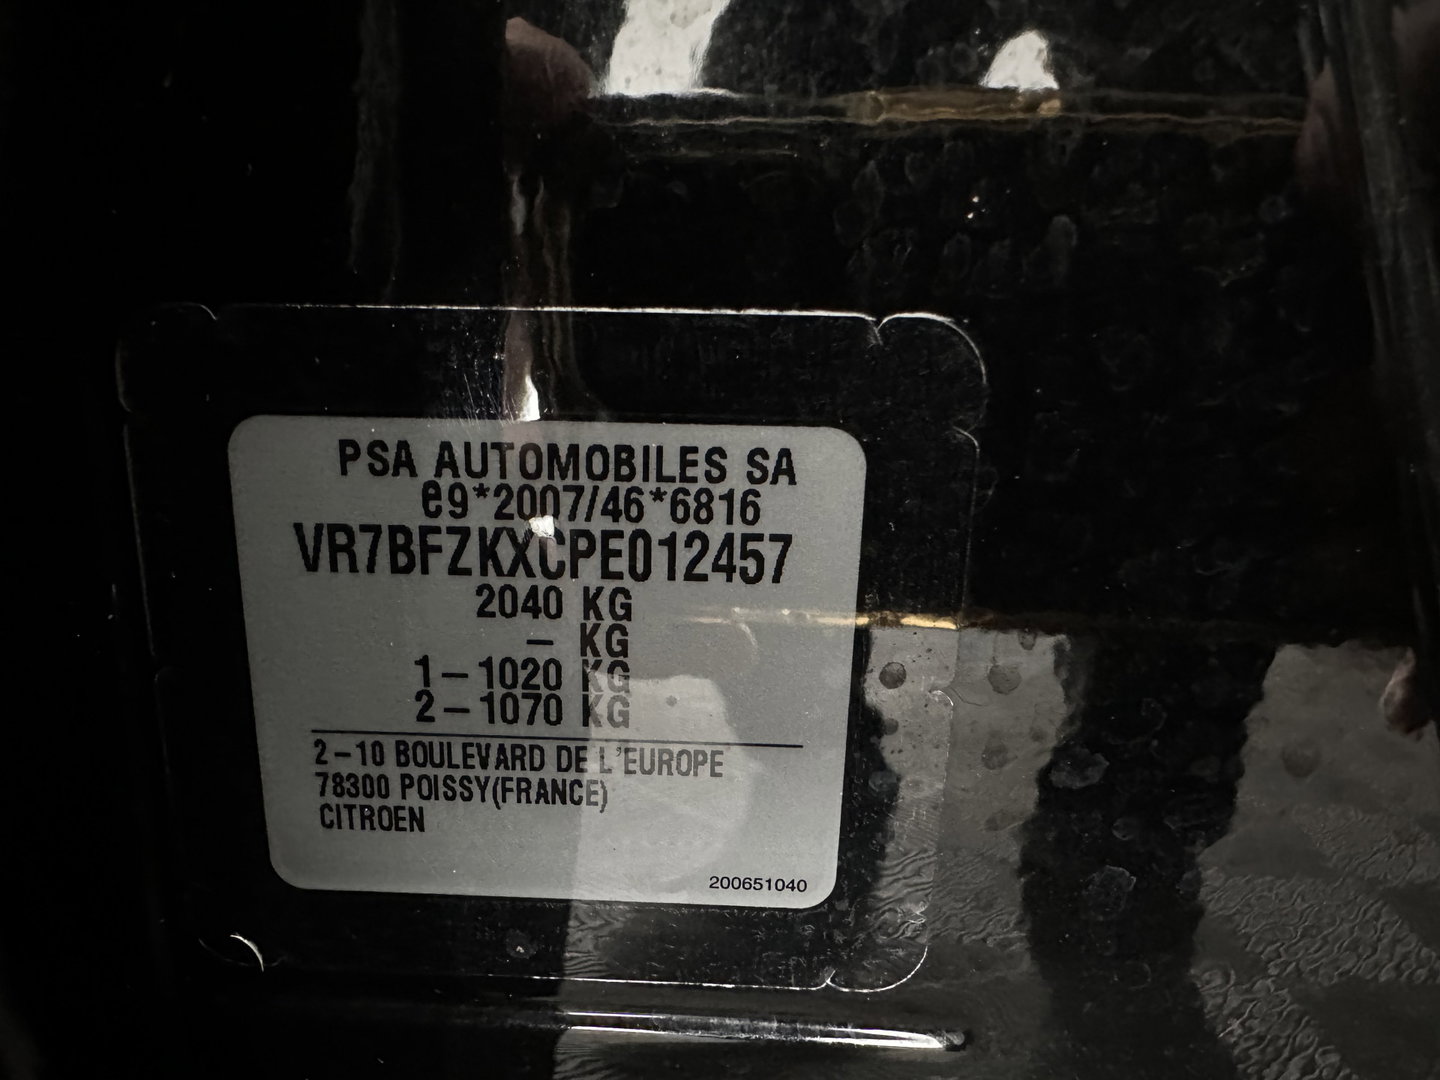 PSA AUTOMOBILES SA
e9*2007/46*6816
VR7BFZKXCPE012457
2040 KG
– KG
1–1020 KG
2–1070 KG
2–10 BOULEVARD DE L'EUROPE
78300 POISSY(FRANCE)
CITROEN
200651040